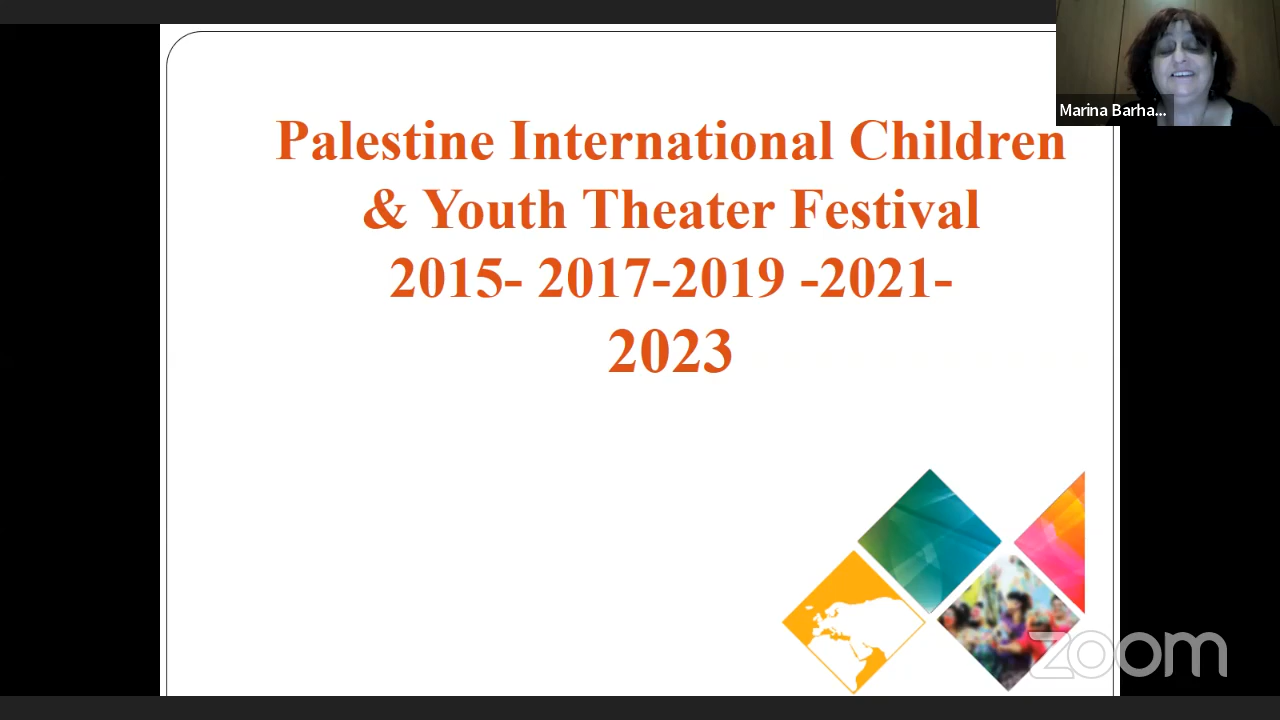 Marina Barha...
Palestine International Children
& Youth Theater Festival
2015- 2017-2019 -2021-
2023
zoom